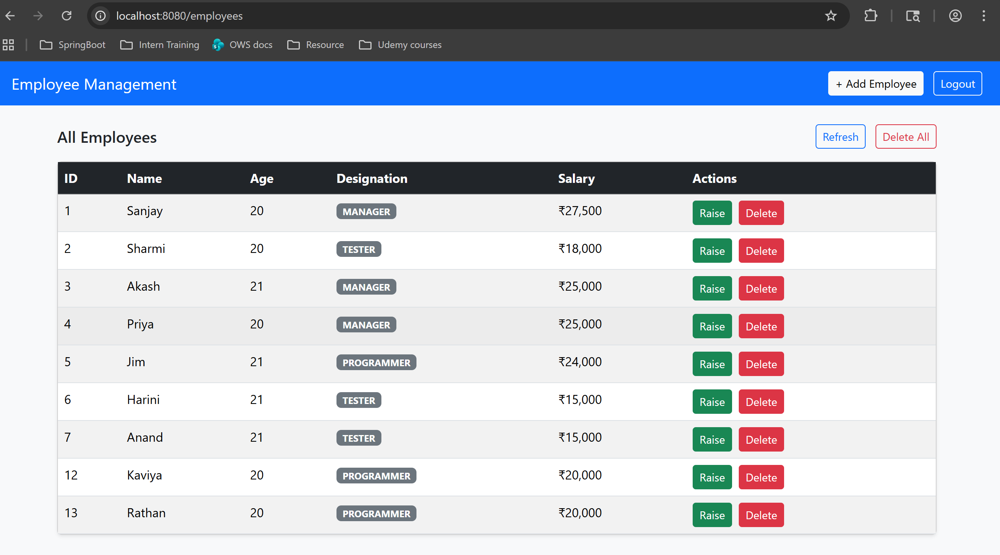 localhost:8080/employees
SpringBoot Intern Training OWS docs Resource Udemy courses
Employee Management + Add Employee Logout
All Employees Refresh Delete All
ID Name Age Designation Salary Actions
1 Sanjay 20 MANAGER ₹27,500 Raise Delete
2 Sharmi 20 TESTER ₹18,000 Raise Delete
3 Akash 21 MANAGER ₹25,000 Raise Delete
4 Priya 20 MANAGER ₹25,000 Raise Delete
5 Jim 21 PROGRAMMER ₹24,000 Raise Delete
6 Harini 21 TESTER ₹15,000 Raise Delete
7 Anand 21 TESTER ₹15,000 Raise Delete
12 Kaviya 20 PROGRAMMER ₹20,000 Raise Delete
13 Rathan 20 PROGRAMMER ₹20,000 Raise Delete